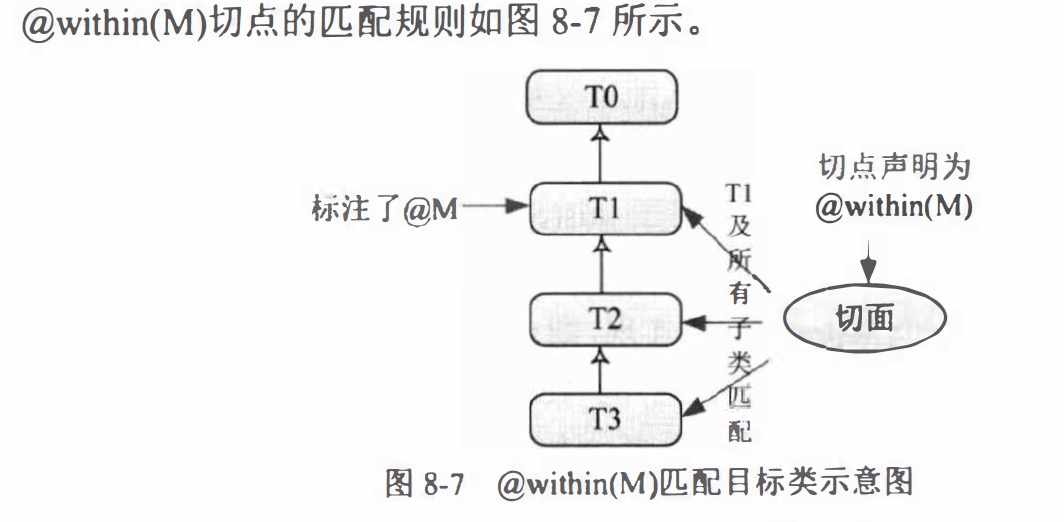 @within(M)切点的匹配规则如图 8-7 所示。
T0
切点声明为
@within(M)
标注了@M
T1
T1及所有子类匹配
T2
切面
T3
图 8-7 @within(M)匹配目标类示意图